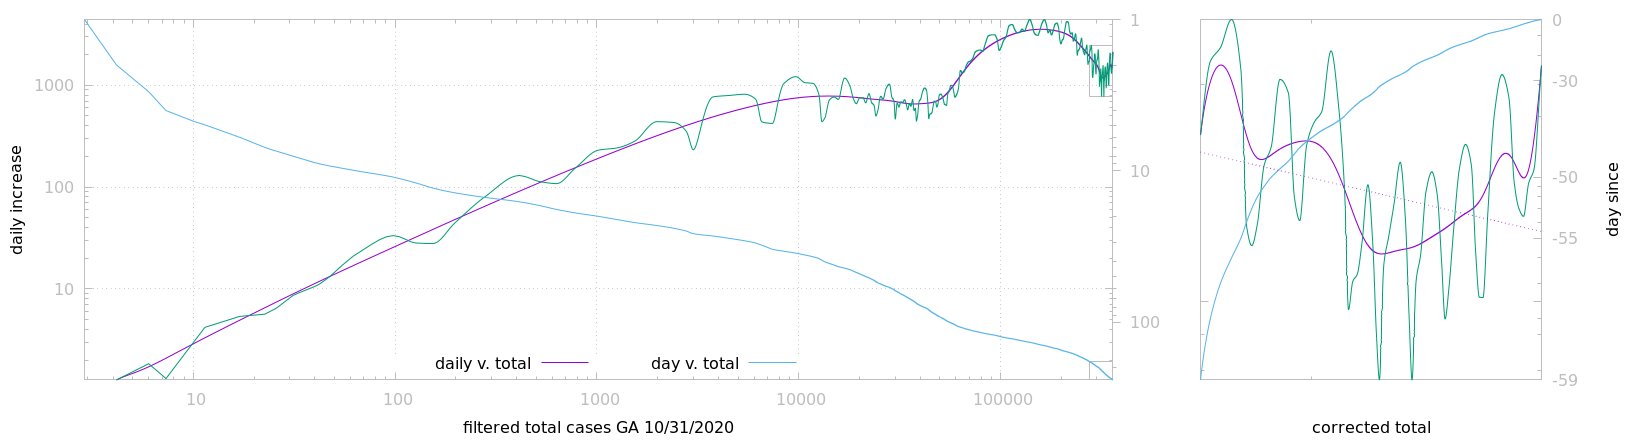 1000
100
10
daily increase
10
100
1000
10000
100000
filtered total cases GA 10/31/2020
daily v. total
day v. total
1
10
100
0
-30
-50
-55
-59
day since
corrected total